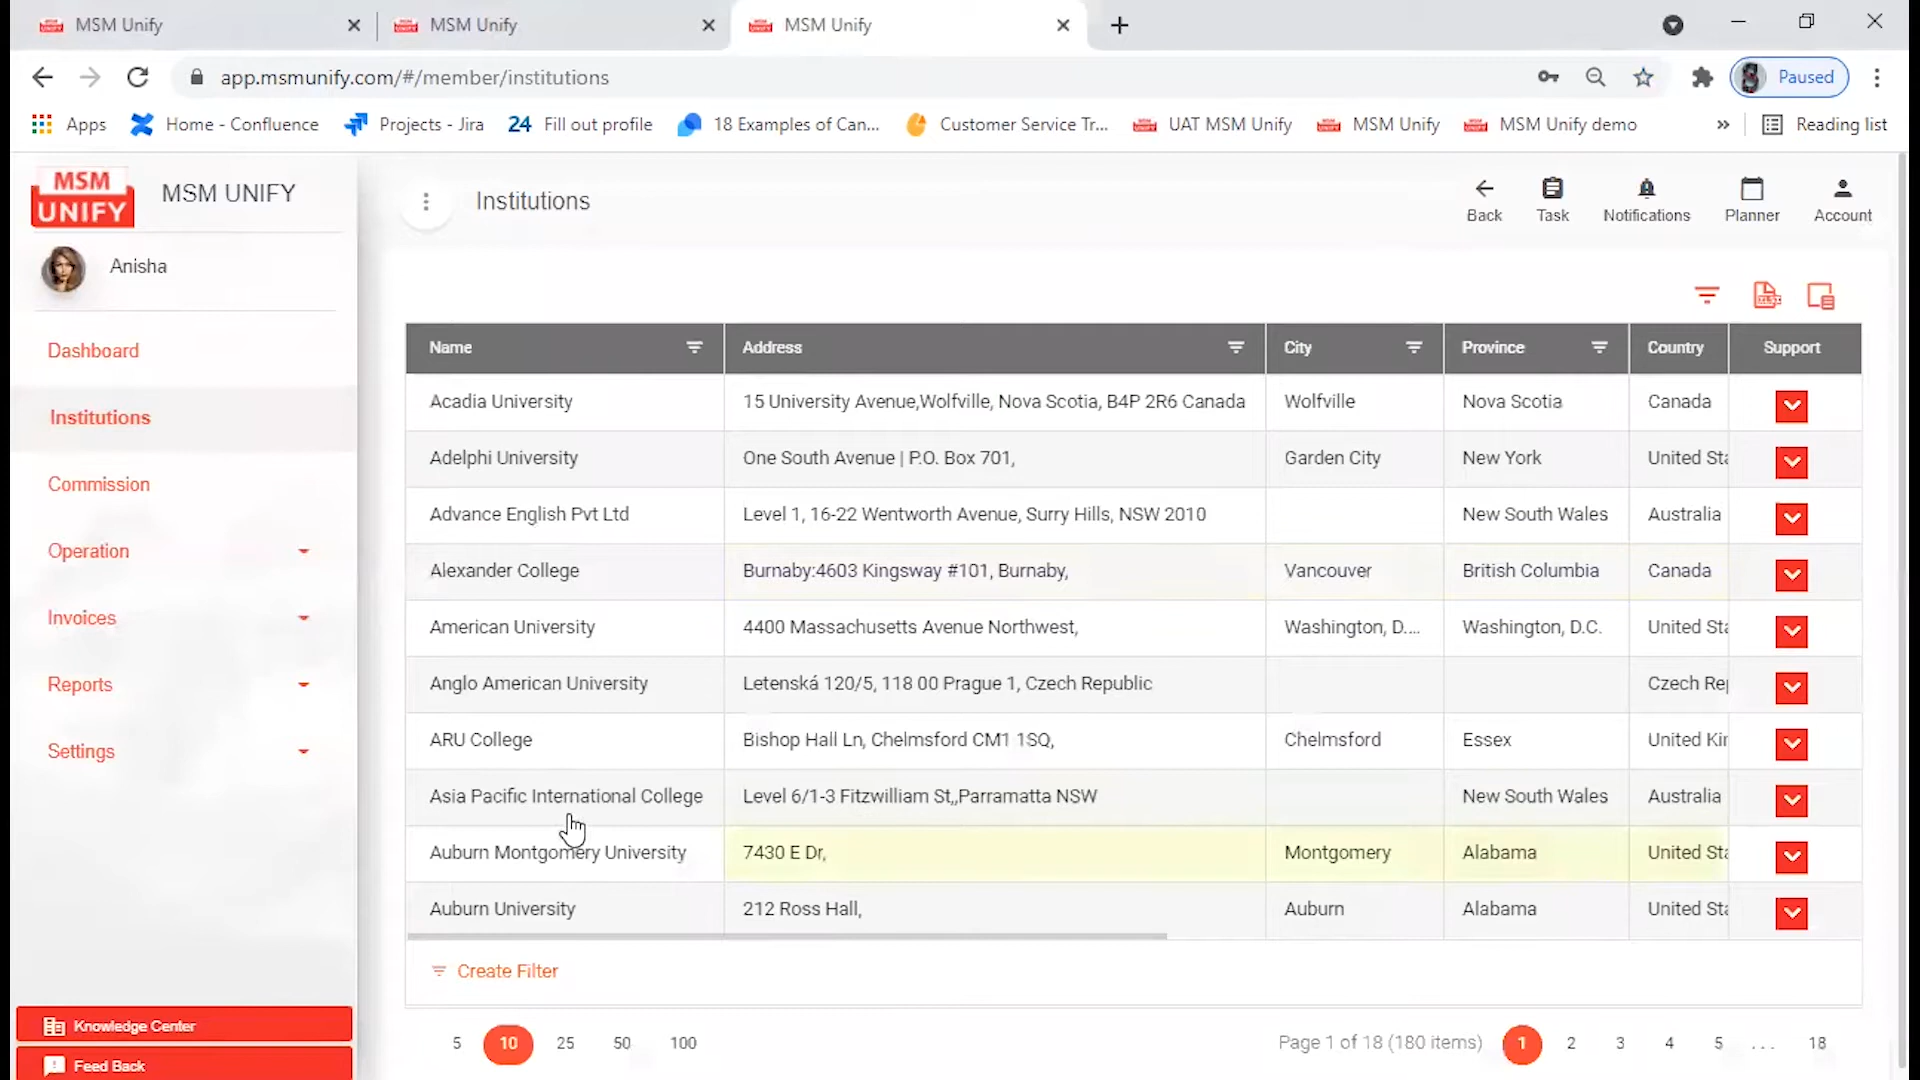 MSM Unify MSM Unify MSM Unify
app.msmunify.com/#/member/institutions Paused
Apps Home - Confluence Projects - Jira 24 Fill out profile 18 Examples of Can... Customer Service Tr... UAT MSM Unify MSM Unify MSM Unify demo » Reading list
MSM UNIFY MSM UNIFY
Institutions
Back Task Notifications Planner Account
Anisha
Dashboard
Institutions
Commission
Operation
Invoices
Reports
Settings
Knowledge Center
Feed Back
Name Address City Province Country Support
Acadia University 15 University Avenue,Wolfville, Nova Scotia, B4P 2R6 Canada Wolfville Nova Scotia Canada
Adelphi University One South Avenue | P.O. Box 701, Garden City New York United Sta
Advance English Pvt Ltd Level 1, 16-22 Wentworth Avenue, Surry Hills, NSW 2010 New South Wales Australia
Alexander College Burnaby:4603 Kingsway #101, Burnaby, Vancouver British Columbia Canada
American University 4400 Massachusetts Avenue Northwest, Washington, D.... Washington, D.C. United Sta
Anglo American University Letenská 120/5, 118 00 Prague 1, Czech Republic Czech Rep
ARU College Bishop Hall Ln, Chelmsford CM1 1SQ, Chelmsford Essex United Kin
Asia Pacific International College Level 6/1-3 Fitzwilliam St,,Parramatta NSW New South Wales Australia
Auburn Montgomery University 7430 E Dr, Montgomery Alabama United Sta
Auburn University 212 Ross Hall, Auburn Alabama United Sta
Create Filter
5 10 25 50 100 Page 1 of 18 (180 items) 1 2 3 4 5 .... 18